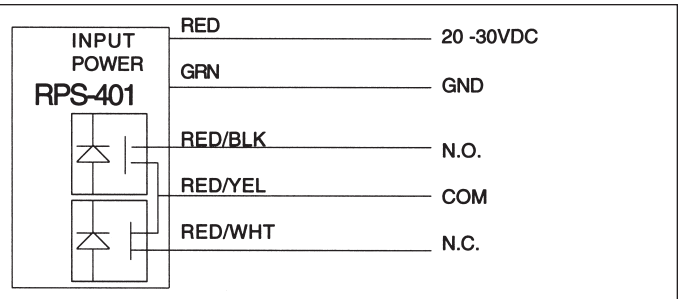 RED
20 -30VDC
INPUT
POWER
GRN
GND
RPS-401
RED/BLK
N.O.
RED/YEL
COM
RED/WHT
N.C.